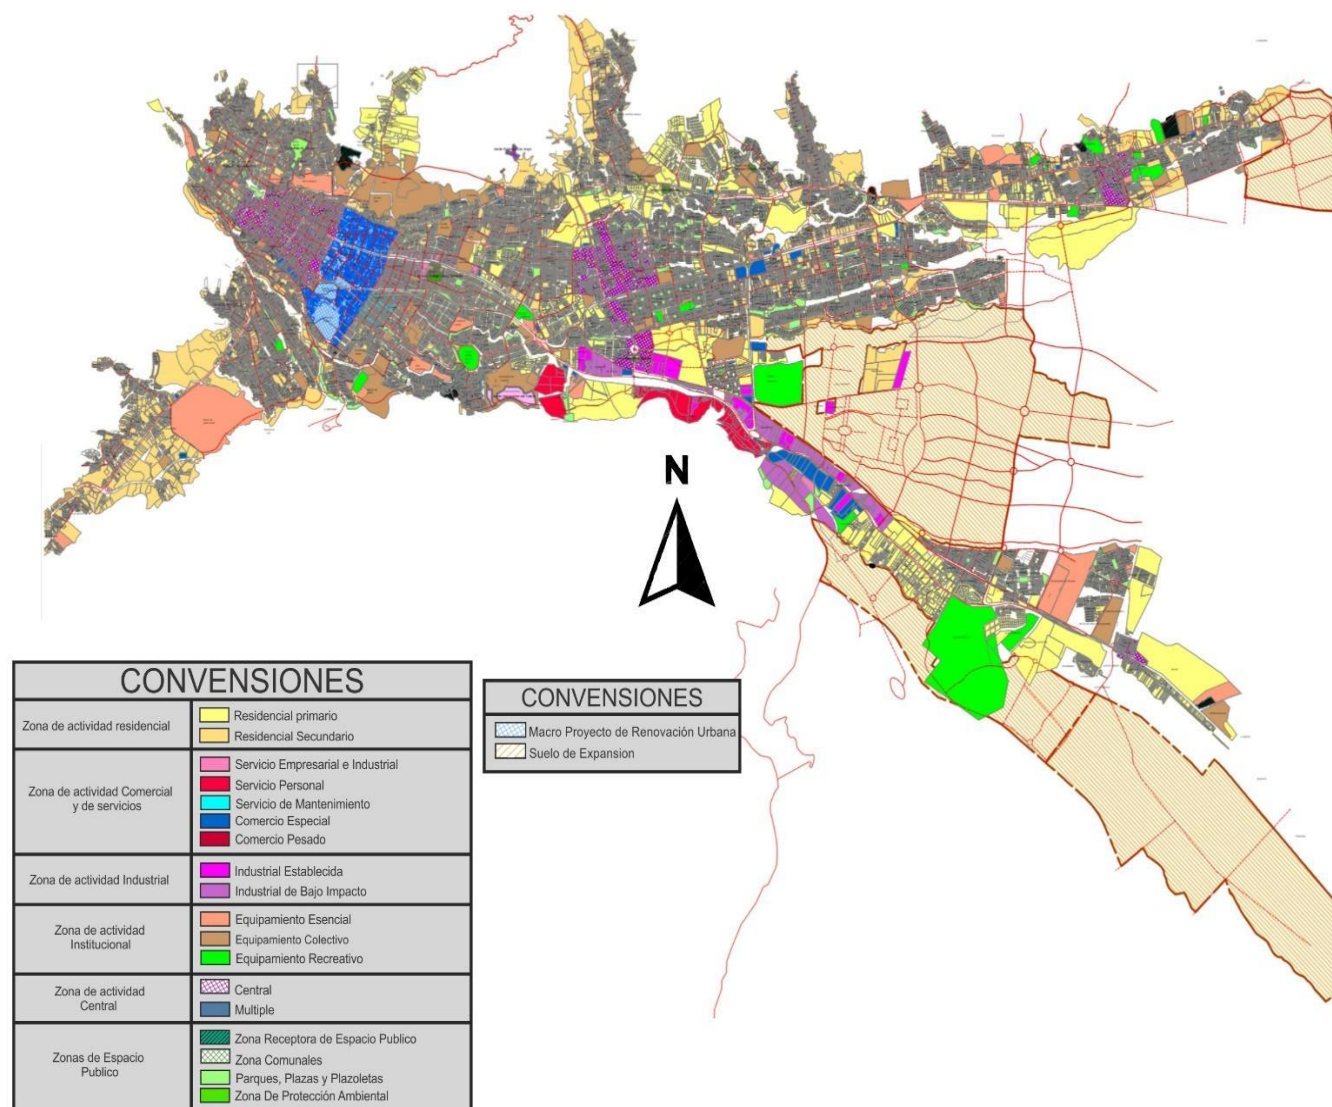 N
CONVENSIONES
Zona de actividad residencial
Residencial primario
Residencial Secundario
Zona de actividad Comercial
y de servicios
Servicio Empresarial e Industrial
Servicio Personal
Servicio de Mantenimiento
Comercio Especial
Comercio Pesado
Zona de actividad Industrial
Industrial Establecida
Industrial de Bajo Impacto
Zona de actividad
Institucional
Equipamiento Esencial
Equipamiento Colectivo
Equipamiento Recreativo
Zona de actividad
Central
Central
Multiple
Zonas de Espacio
Publico
Zona Receptora de Espacio Publico
Zona Comunales
Parques, Plazas y Plazoletas
Zona De Protección Ambiental
CONVENSIONES
Macro Proyecto de Renovación Urbana
Suelo de Expansion